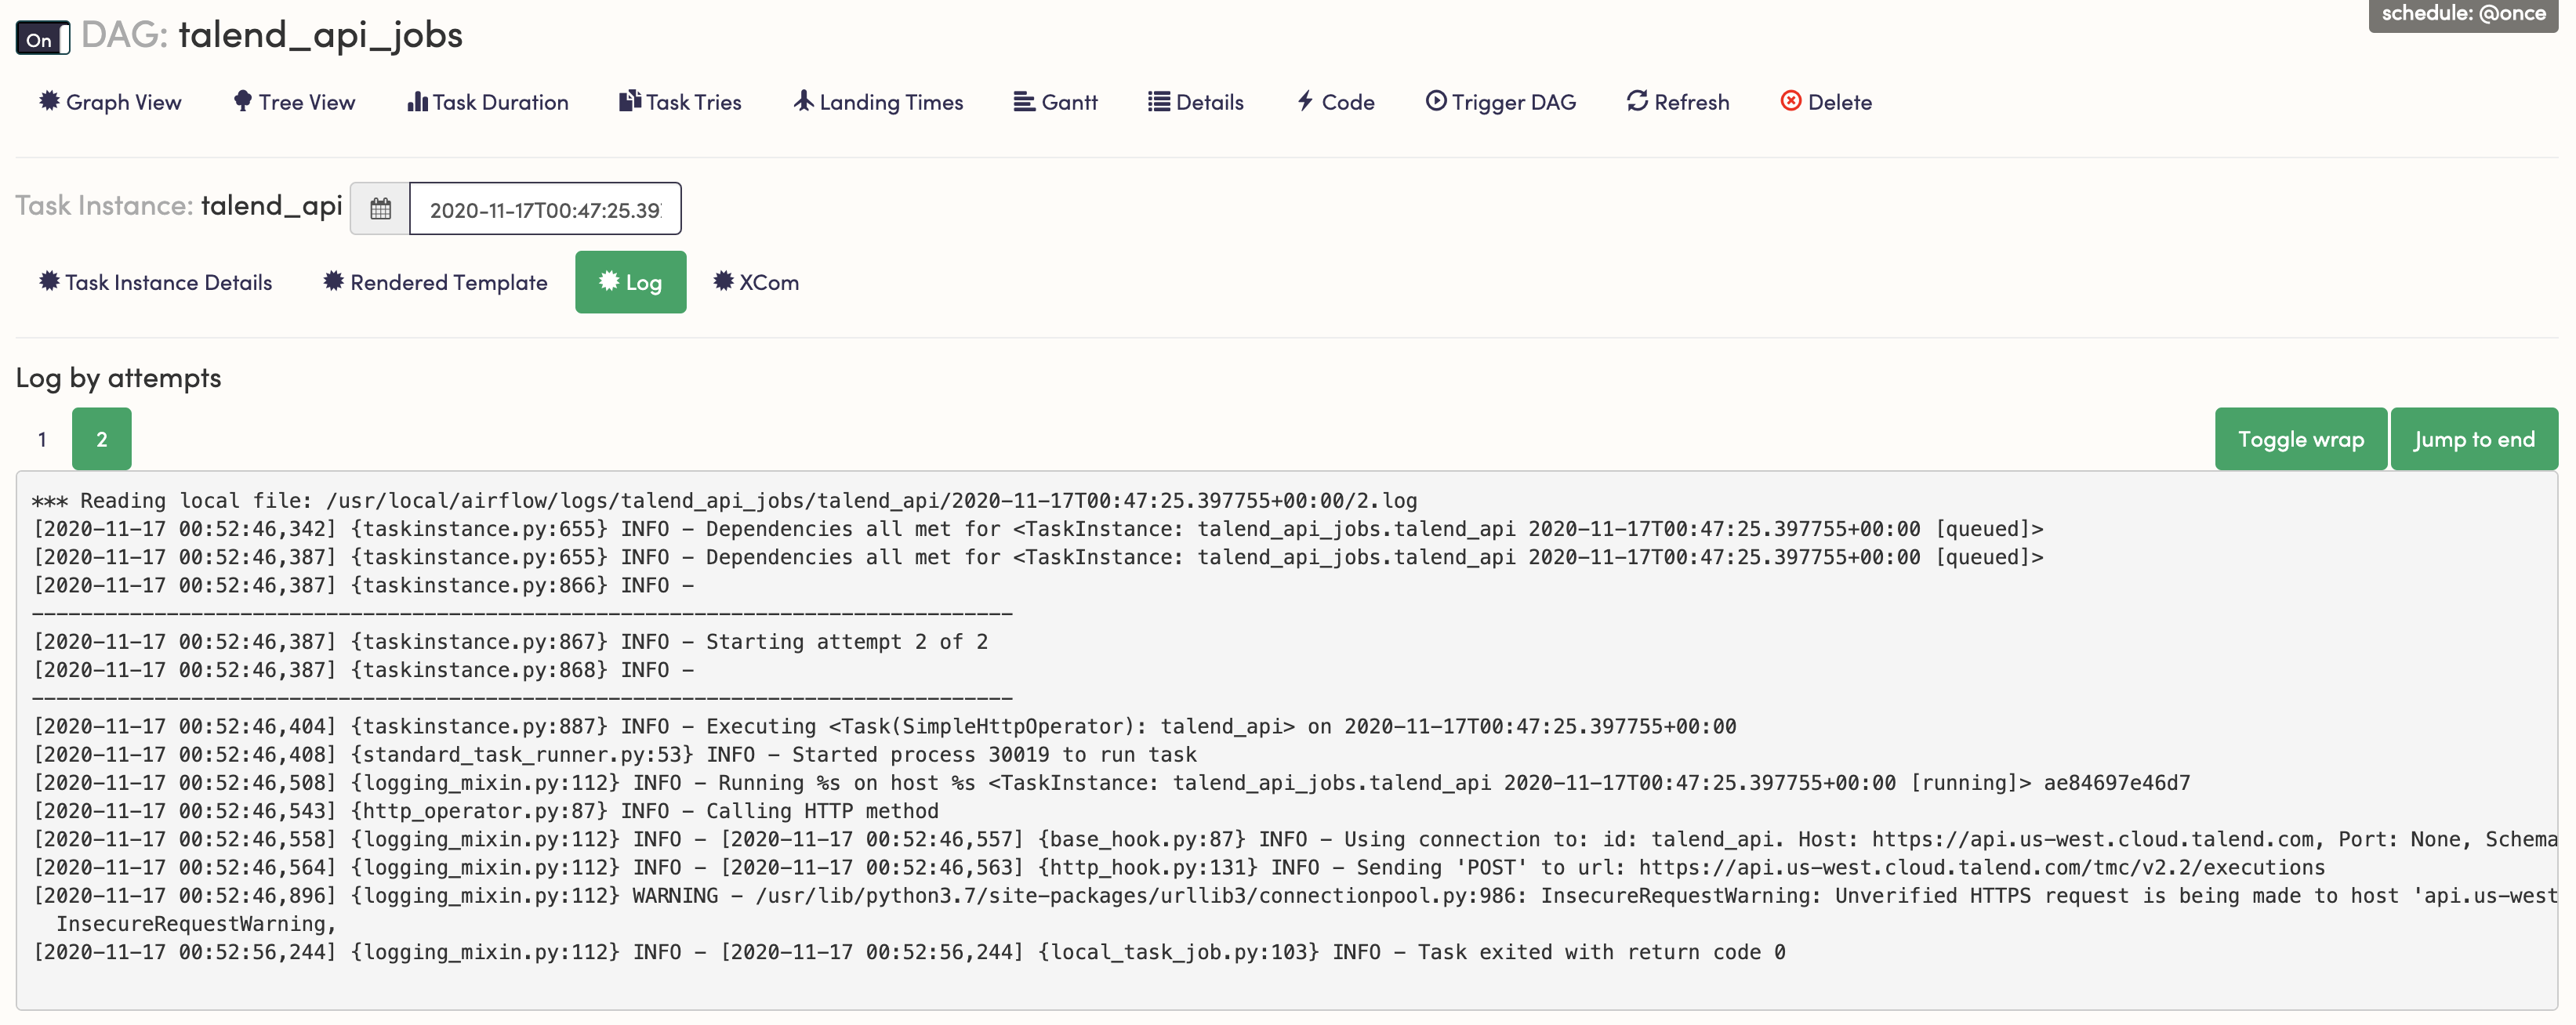 On DAG: talend_api_jobs
schedule: @once
Graph View Tree View Task Duration Task Tries Landing Times Gantt Details Code Trigger DAG Refresh Delete
Task Instance: talend_api 2020-11-17T00:47:25.39
Task Instance Details Rendered Template Log XCom
Log by attempts
1 2 Toggle wrap Jump to end
*** Reading local file: /usr/local/airflow/logs/talend_api_jobs/talend_api/2020-11-17T00:47:25.397755+00:00/2.log
[2020-11-17 00:52:46,342] {taskinstance.py:655} INFO - Dependencies all met for <TaskInstance: talend_api_jobs.talend_api 2020-11-17T00:47:25.397755+00:00 [queued]>
[2020-11-17 00:52:46,387] {taskinstance.py:655} INFO - Dependencies all met for <TaskInstance: talend_api_jobs.talend_api 2020-11-17T00:47:25.397755+00:00 [queued]>
[2020-11-17 00:52:46,387] {taskinstance.py:866} INFO -
--------------------------------------------------------------------------------
[2020-11-17 00:52:46,387] {taskinstance.py:867} INFO - Starting attempt 2 of 2
[2020-11-17 00:52:46,387] {taskinstance.py:868} INFO -
--------------------------------------------------------------------------------
[2020-11-17 00:52:46,404] {taskinstance.py:887} INFO - Executing <Task(SimpleHttpOperator): talend_api> on 2020-11-17T00:47:25.397755+00:00
[2020-11-17 00:52:46,408] {standard_task_runner.py:53} INFO - Started process 30019 to run task
[2020-11-17 00:52:46,508] {logging_mixin.py:112} INFO - Running %s on host %s <TaskInstance: talend_api_jobs.talend_api 2020-11-17T00:47:25.397755+00:00 [running]> ae84697e46d7
[2020-11-17 00:52:46,543] {http_operator.py:87} INFO - Calling HTTP method
[2020-11-17 00:52:46,558] {logging_mixin.py:112} INFO - [2020-11-17 00:52:46,557] {base_hook.py:87} INFO - Using connection to: id: talend_api. Host: https://api.us-west.cloud.talend.com, Port: None, Schema
[2020-11-17 00:52:46,564] {logging_mixin.py:112} INFO - [2020-11-17 00:52:46,563] {http_hook.py:131} INFO - Sending 'POST' to url: https://api.us-west.cloud.talend.com/tmc/v2.2/executions
[2020-11-17 00:52:46,896] {logging_mixin.py:112} WARNING - /usr/lib/python3.7/site-packages/urllib3/connectionpool.py:986: InsecureRequestWarning: Unverified HTTPS request is being made to host 'api.us-west
InsecureRequestWarning,
[2020-11-17 00:52:56,244] {logging_mixin.py:112} INFO - [2020-11-17 00:52:56,244] {local_task_job.py:103} INFO - Task exited with return code 0